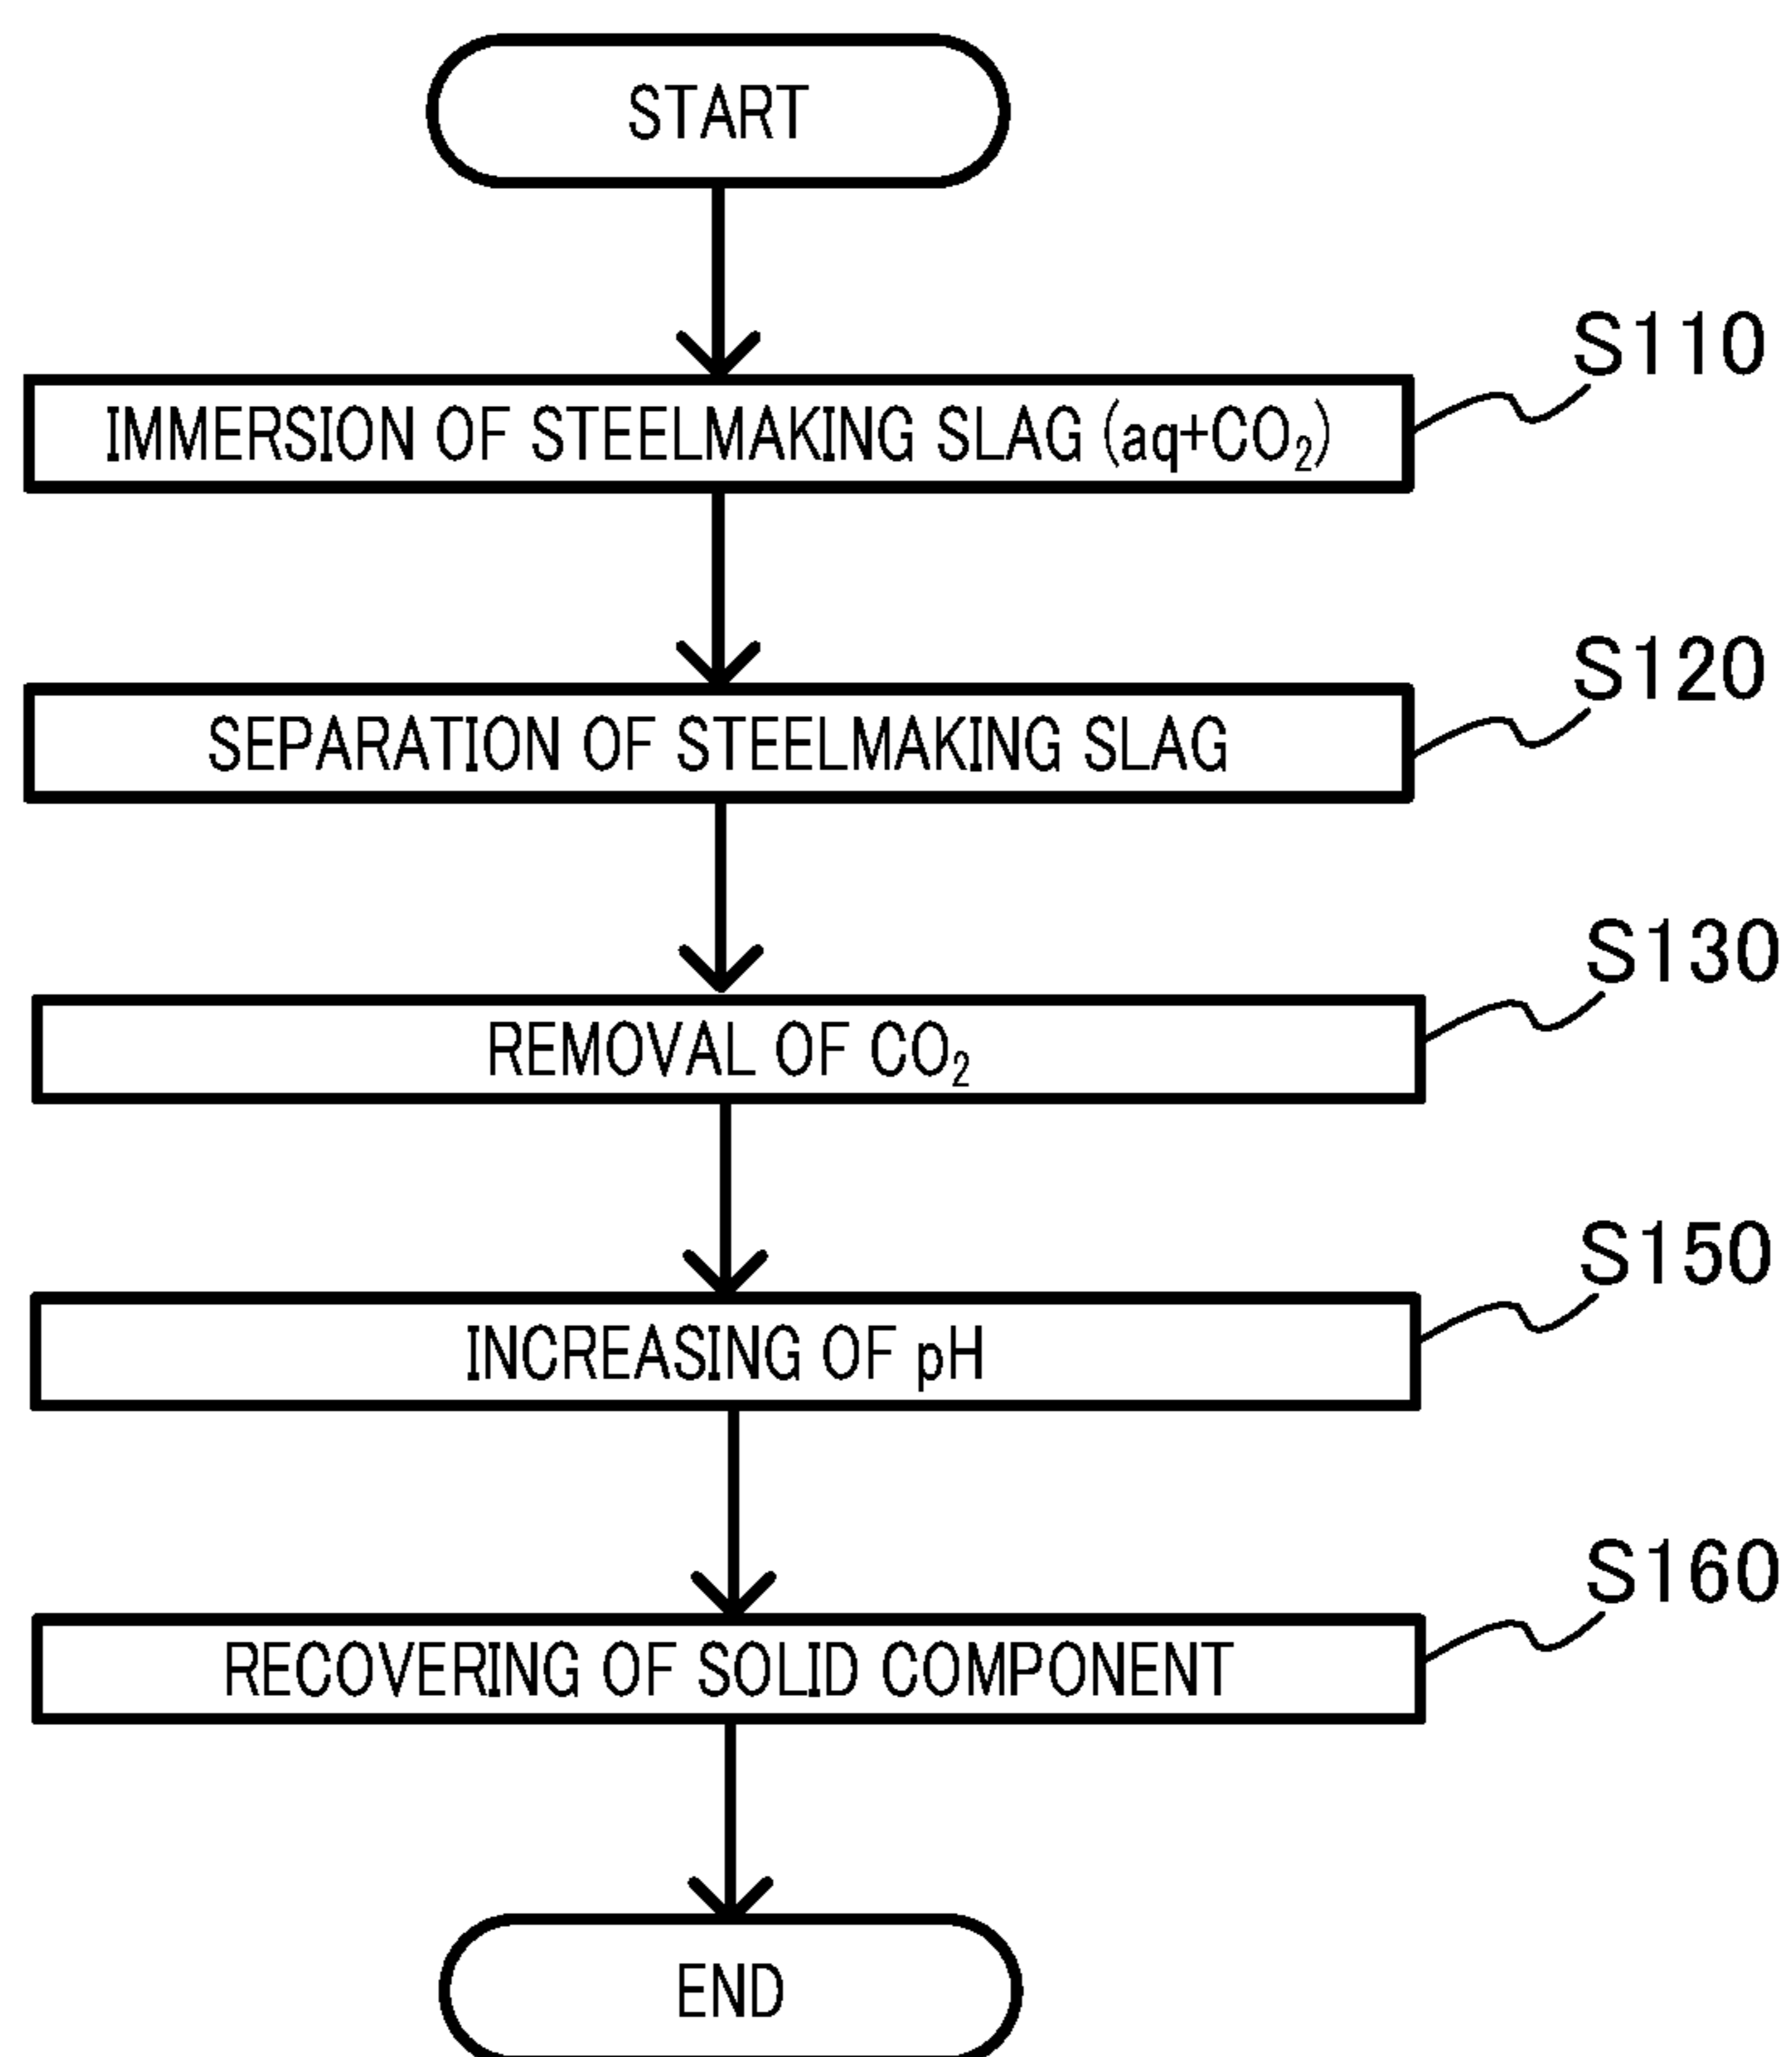 START
S110
IMMERSION OF STEELMAKING SLAG (aq+CO₂)
S120
SEPARATION OF STEELMAKING SLAG
S130
REMOVAL OF CO₂
S150
INCREASING OF pH
S160
RECOVERING OF SOLID COMPONENT
END